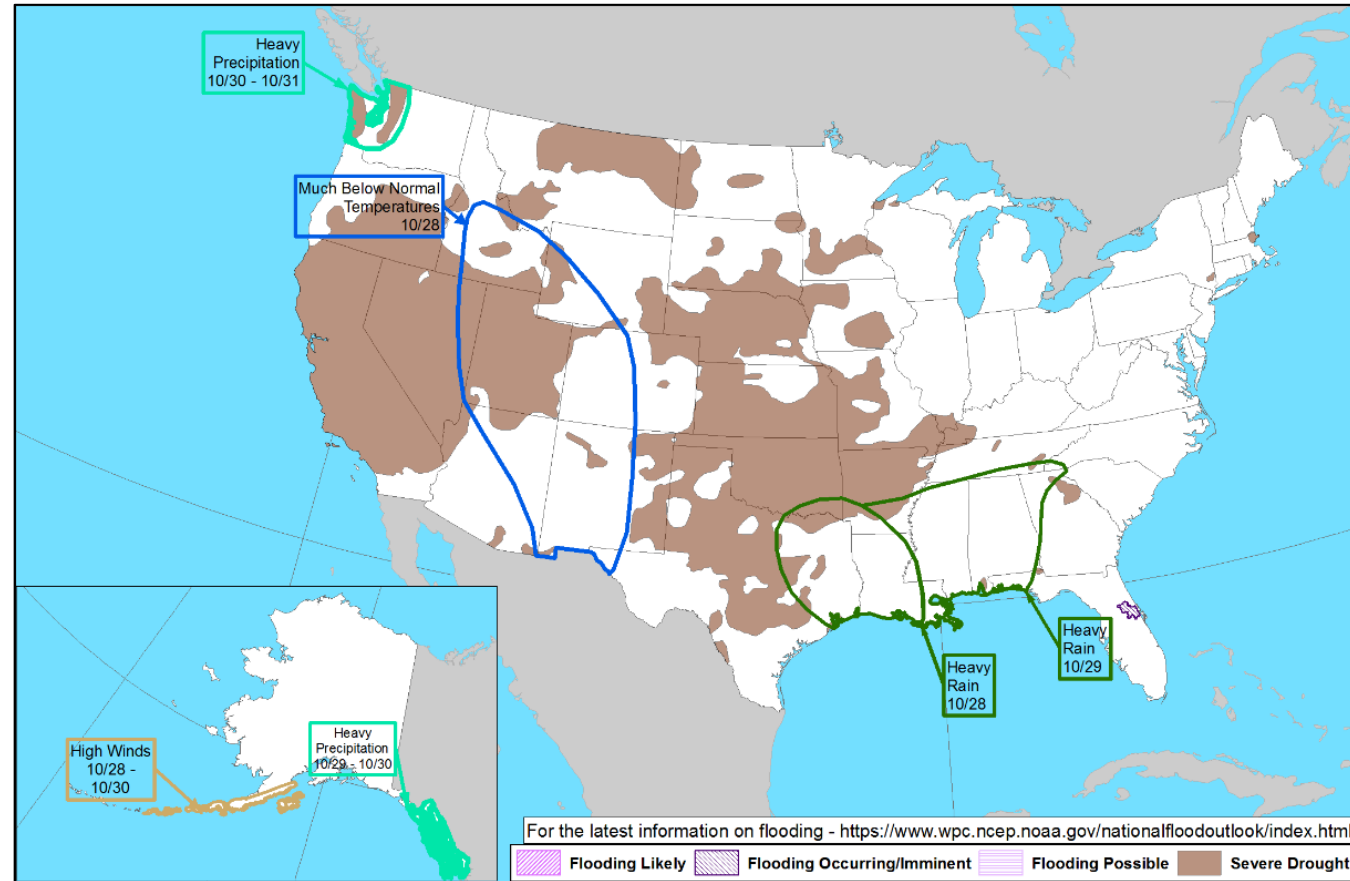 Heavy
Precipitation
10/30 - 10/31
Much Below Normal
Temperatures
10/28
Heavy
Rain
10/29
Heavy
Rain
10/28
High Winds
10/28 -
10/30
Heavy
Precipitation
10/29 - 10/30
For the latest information on flooding - https://www.wpc.ncep.noaa.gov/nationalfloodoutlook/index.html
Flooding Likely Flooding Occurring/Imminent Flooding Possible Severe Drought